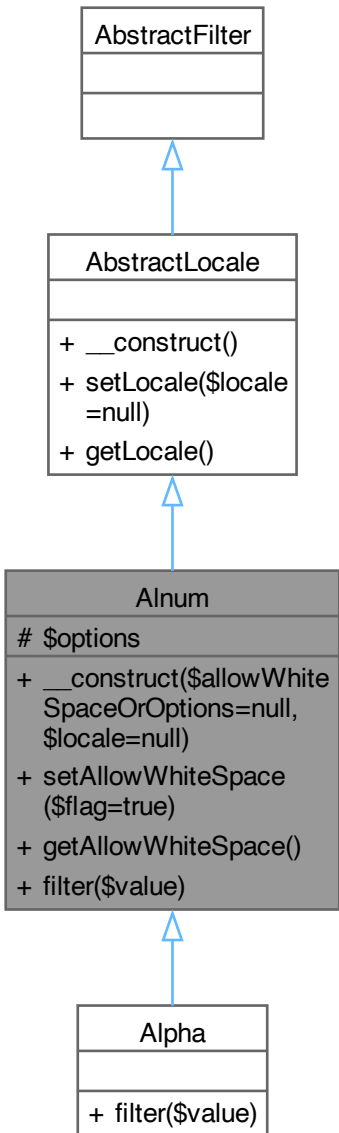 AbstractFilter
AbstractLocale
+ __construct()
+ setLocale($locale
=null)
+ getLocale()
Alnum
# $options
+ __construct($allowWhite
SpaceOrOptions=null,
$locale=null)
+ setAllowWhiteSpace
($flag=true)
+ getAllowWhiteSpace()
+ filter($value)
Alpha
+ filter($value)